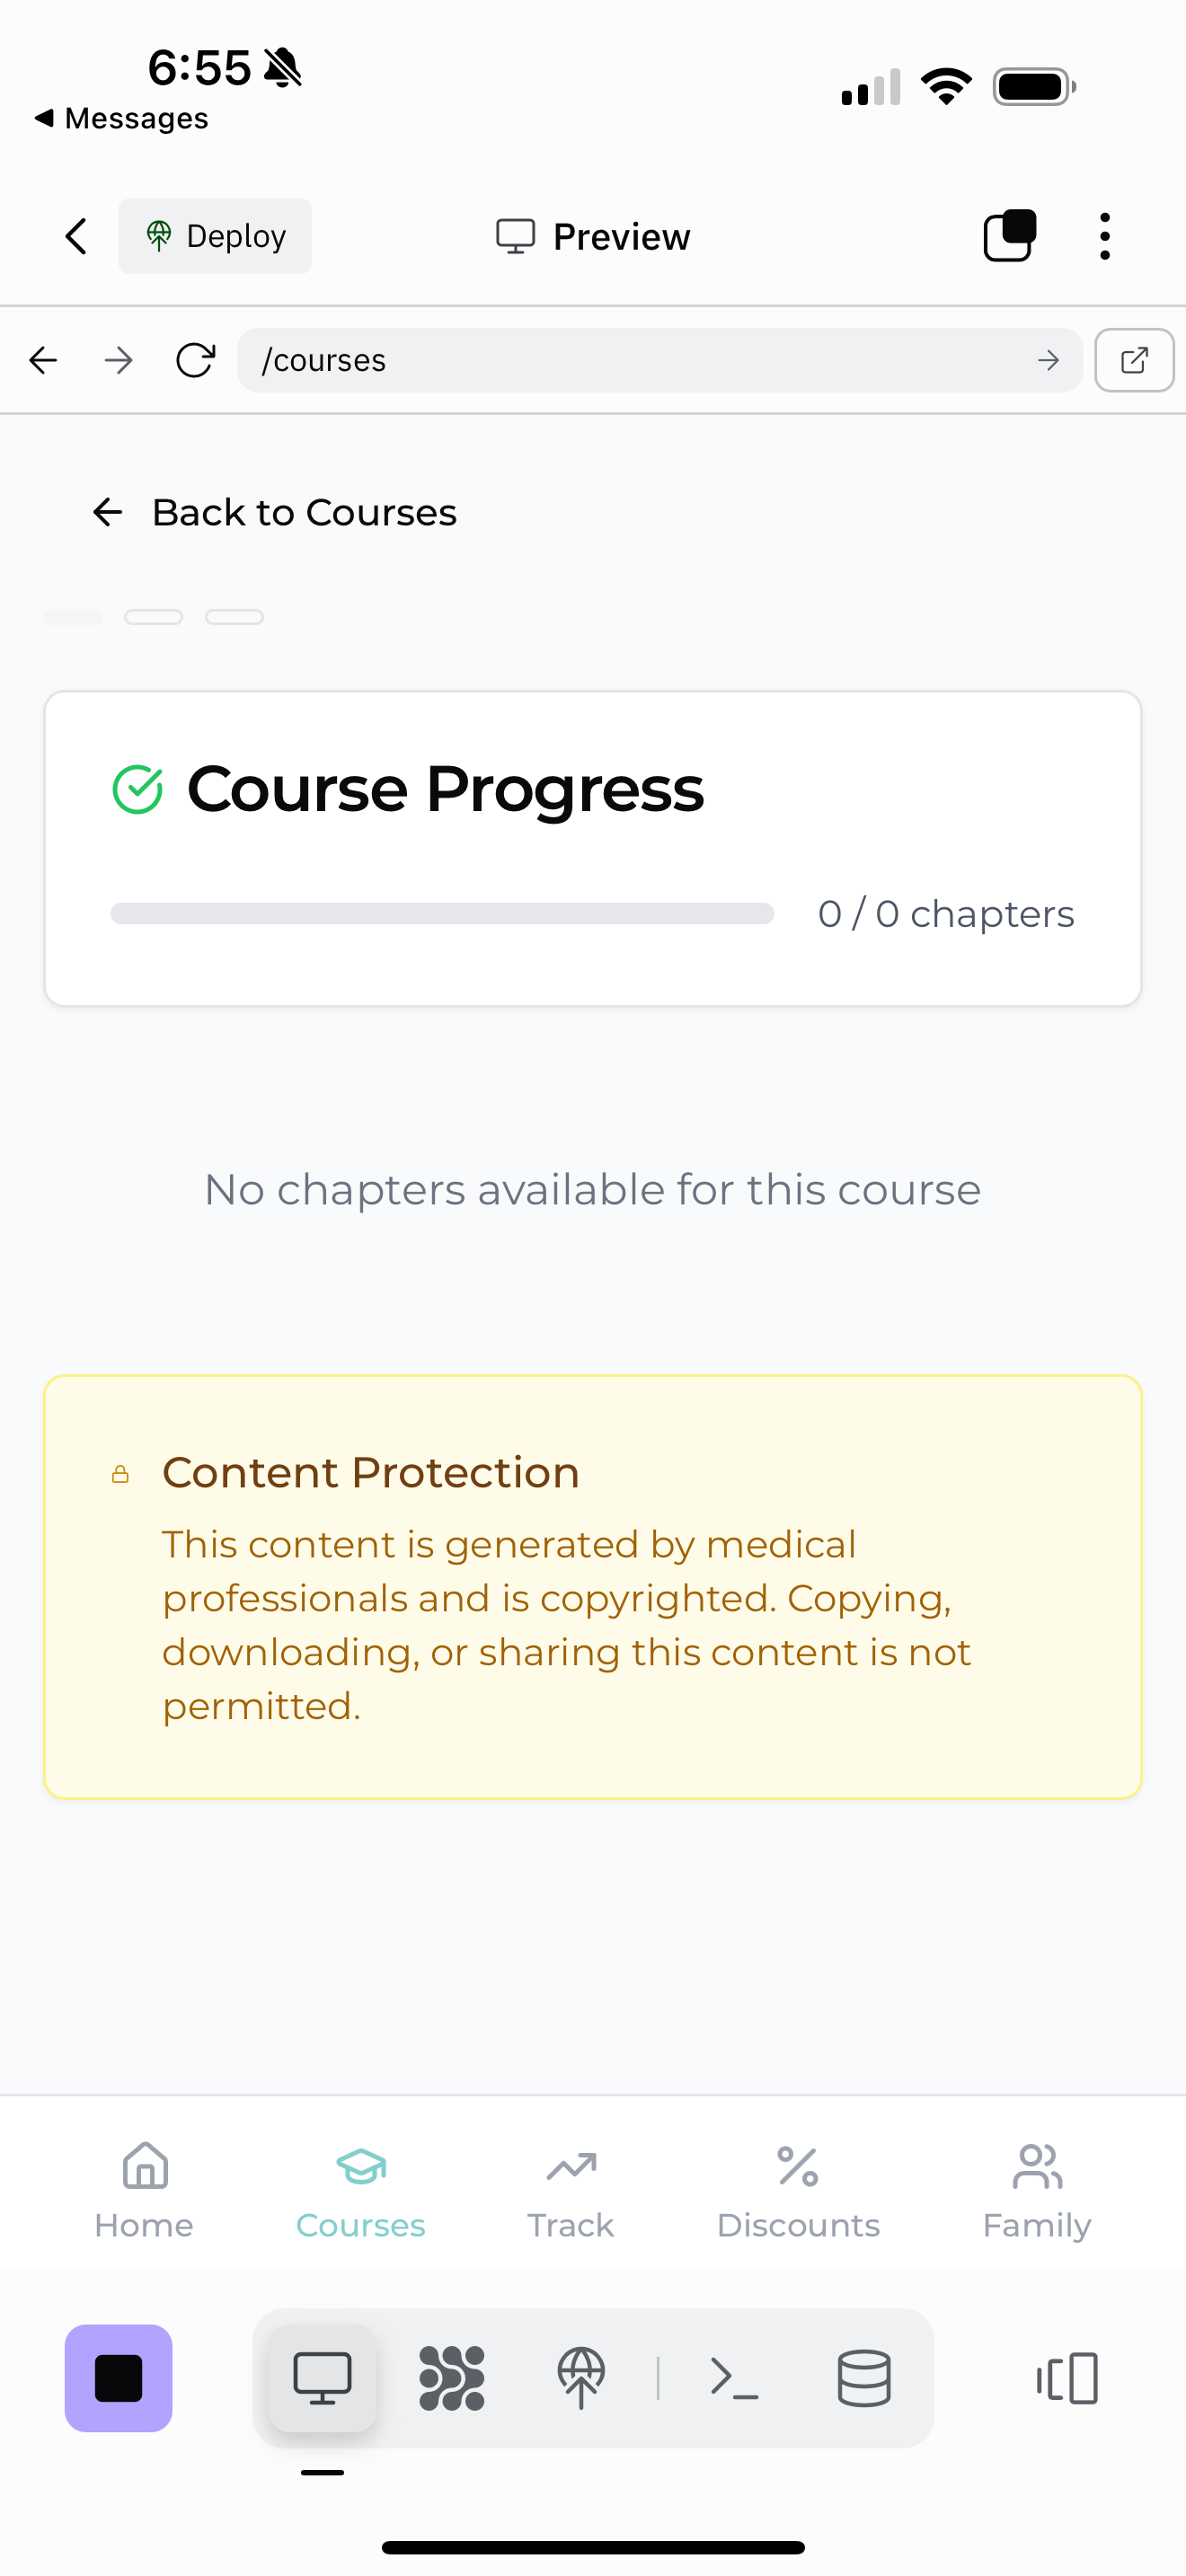 6:55
◀ Messages
Deploy
Preview
/courses
Back to Courses
Course Progress
0 / 0 chapters
No chapters available for this course
Content Protection
This content is generated by medical
professionals and is copyrighted. Copying,
downloading, or sharing this content is not
permitted.
Home
Courses
Track
Discounts
Family